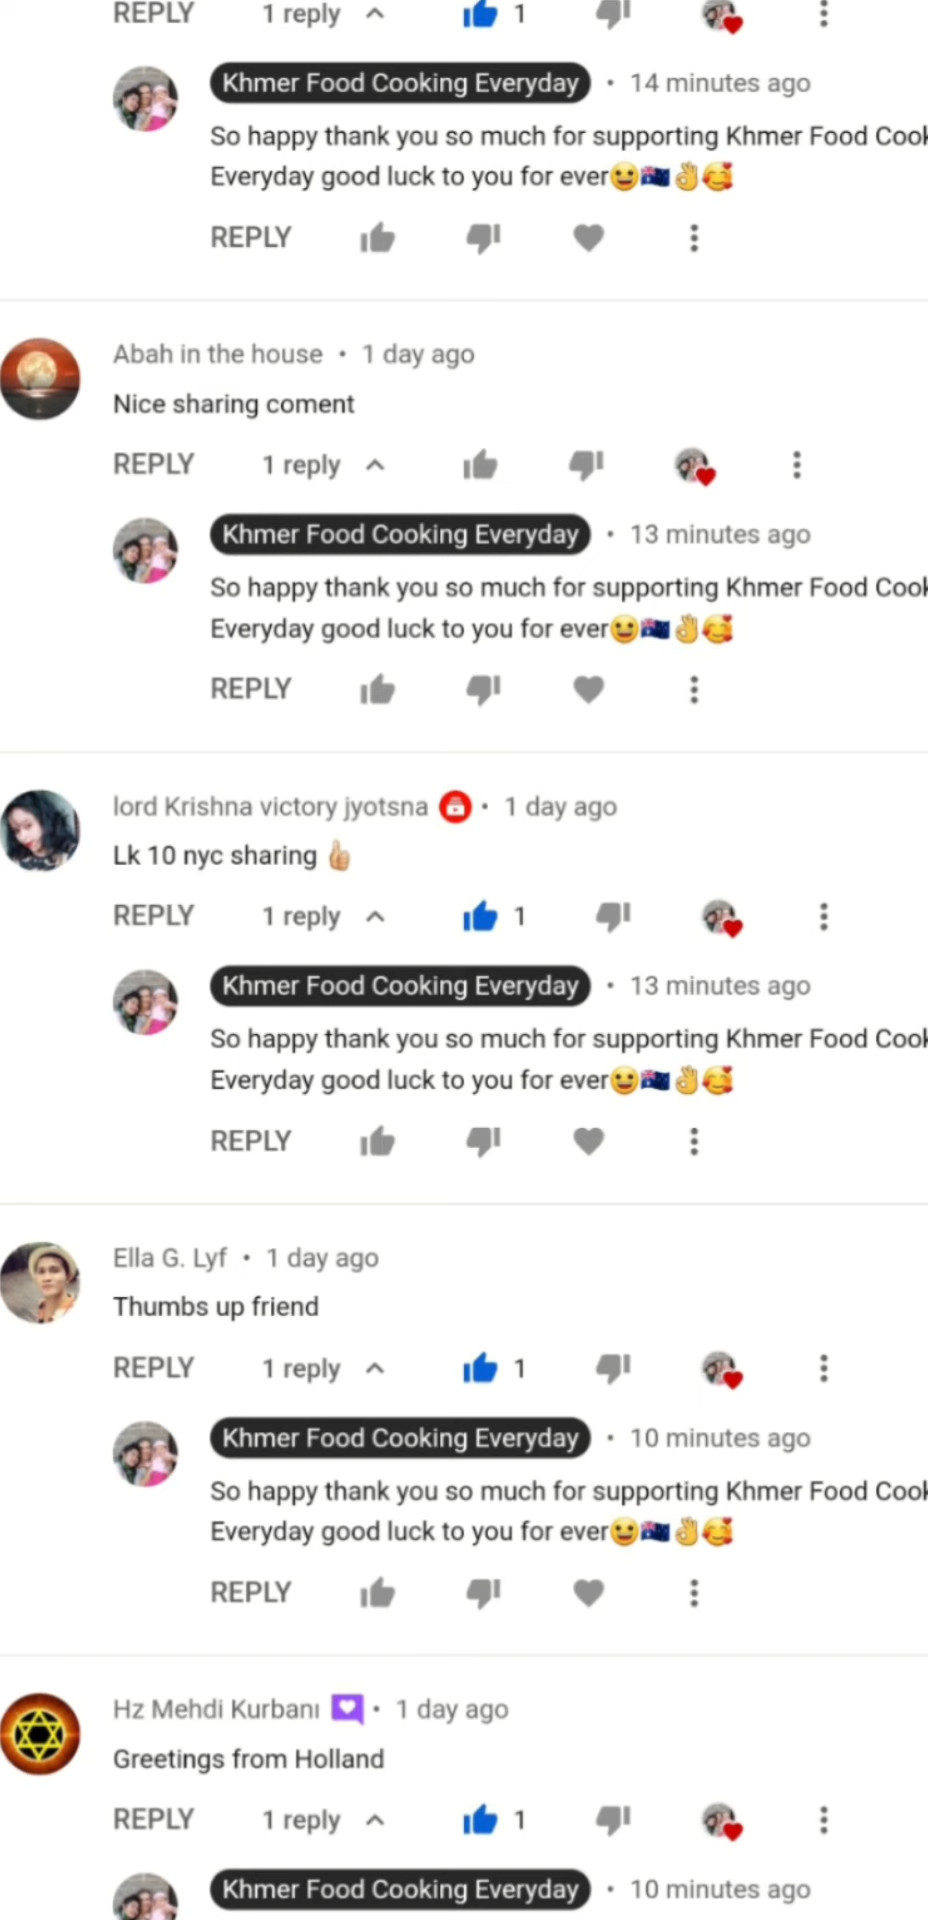 REPLY 1 reply 1
Khmer Food Cooking Everyday • 14 minutes ago
So happy thank you so much for supporting Khmer Food Cook
Everyday good luck to you for ever😀🇦🇺👌🥰
REPLY
Abah in the house • 1 day ago
Nice sharing coment
REPLY 1 reply
Khmer Food Cooking Everyday • 13 minutes ago
So happy thank you so much for supporting Khmer Food Cook
Everyday good luck to you for ever😀🇦🇺👌🥰
REPLY
lord Krishna victory jyotsna • 1 day ago
Lk 10 nyc sharing 👍🏼
REPLY 1 reply 1
Khmer Food Cooking Everyday • 13 minutes ago
So happy thank you so much for supporting Khmer Food Cook
Everyday good luck to you for ever😀🇦🇺👌🥰
REPLY
Ella G. Lyf • 1 day ago
Thumbs up friend
REPLY 1 reply 1
Khmer Food Cooking Everyday • 10 minutes ago
So happy thank you so much for supporting Khmer Food Cook
Everyday good luck to you for ever😀🇦🇺👌🥰
REPLY
Hz Mehdi Kurbanı • 1 day ago
Greetings from Holland
REPLY 1 reply 1
Khmer Food Cooking Everyday • 10 minutes ago